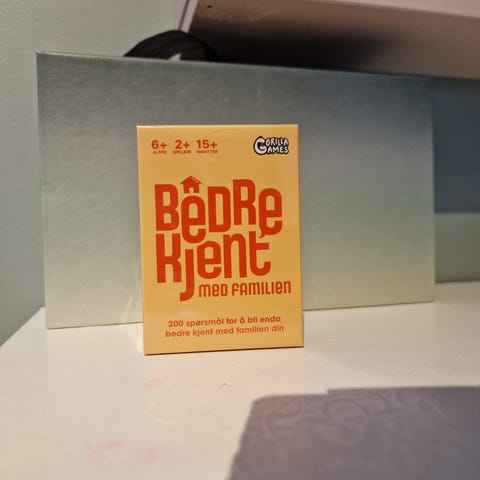 6+ 2+ 15+
ALDER SPILLERE MINUTTER
GORILLA
GAMES
BEDRE
KJENT
MED FAMILIEN
200 spørsmål for å bli enda
bedre kjent med familien din